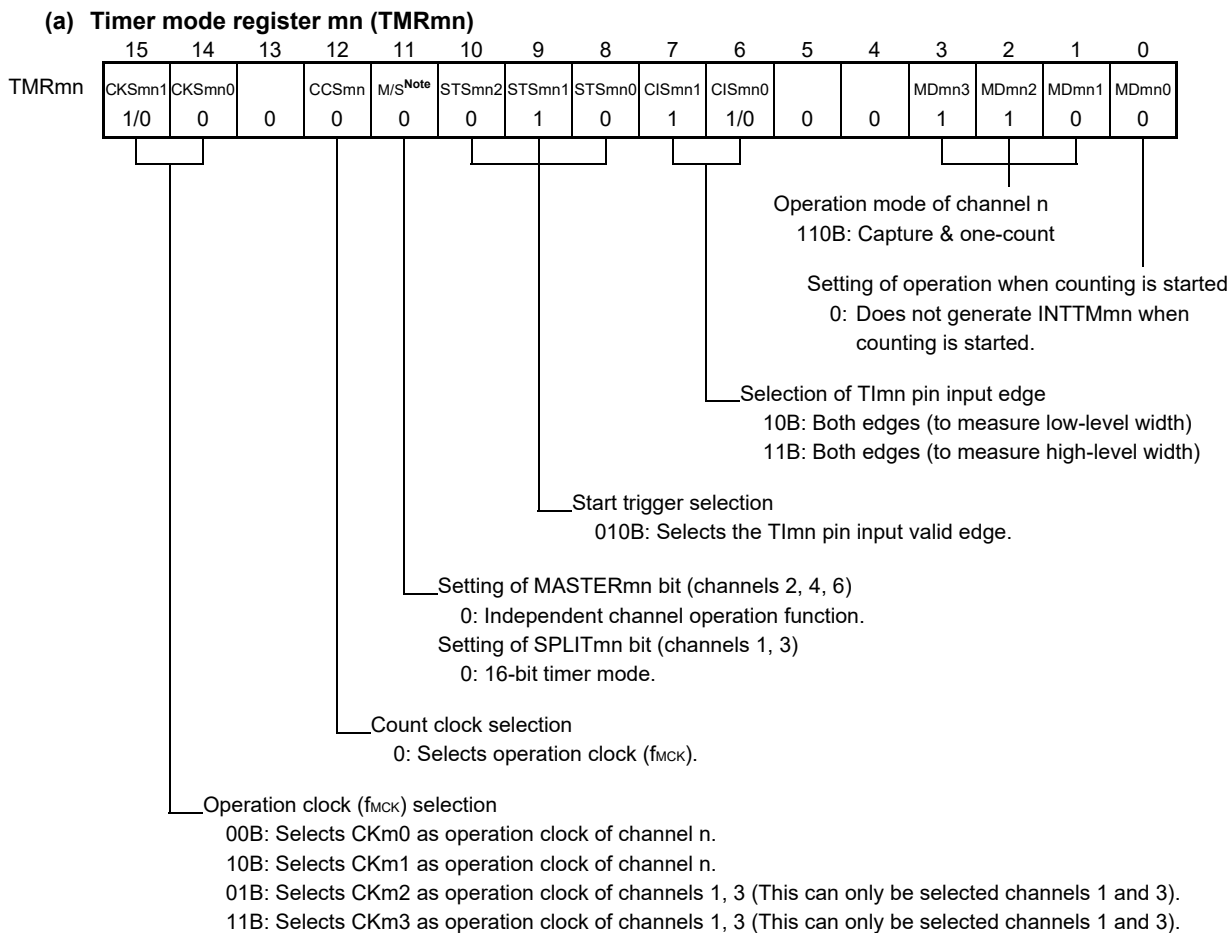 (a) Timer mode register mn (TMRmn)
15 14 13 12 11 10 9 8 7 6 5 4 3 2 1 0
TMRmn CKSmn1 CKSmn0 CCSmn M/SNote STSmn2 STSmn1 STSmn0 CISmn1 CISmn0 MDmn3 MDmn2 MDmn1 MDmn0
1/0 0 0 0 0 0 1 0 1 1/0 0 0 1 1 0 0
Operation mode of channel n
110B: Capture & one-count
Setting of operation when counting is started
0: Does not generate INTTMmn when
counting is started.
Selection of TImn pin input edge
10B: Both edges (to measure low-level width)
11B: Both edges (to measure high-level width)
Start trigger selection
010B: Selects the TImn pin input valid edge.
Setting of MASTERmn bit (channels 2, 4, 6)
0: Independent channel operation function.
Setting of SPLITmn bit (channels 1, 3)
0: 16-bit timer mode.
Count clock selection
0: Selects operation clock (fMCK).
Operation clock (fMCK) selection
00B: Selects CKm0 as operation clock of channel n.
10B: Selects CKm1 as operation clock of channel n.
01B: Selects CKm2 as operation clock of channels 1, 3 (This can only be selected channels 1 and 3).
11B: Selects CKm3 as operation clock of channels 1, 3 (This can only be selected channels 1 and 3).